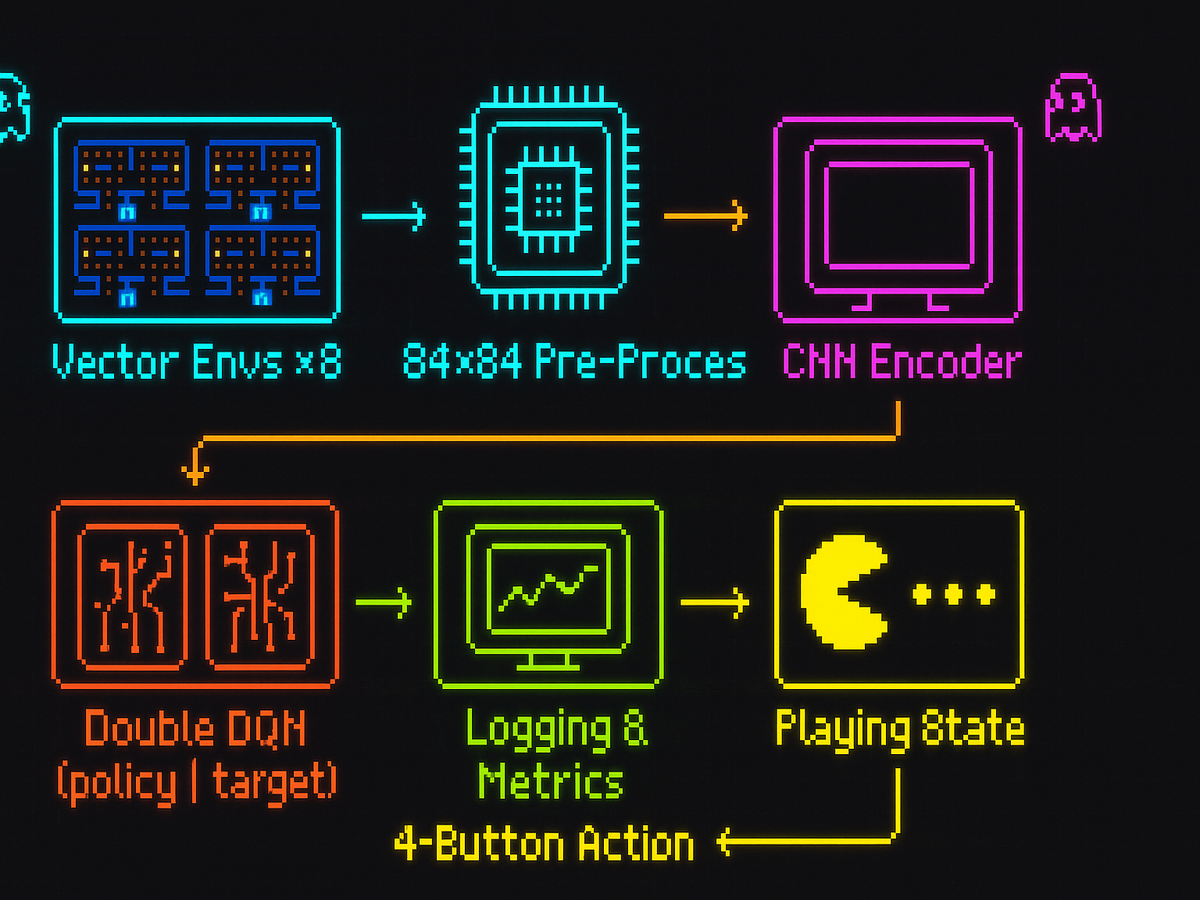 Vector Envs x8
84x84 Pre-Proces
CNN Encoder
Double DQN
(policy | target)
Logging &
Metrics
Playing 8tate
4-Button Action